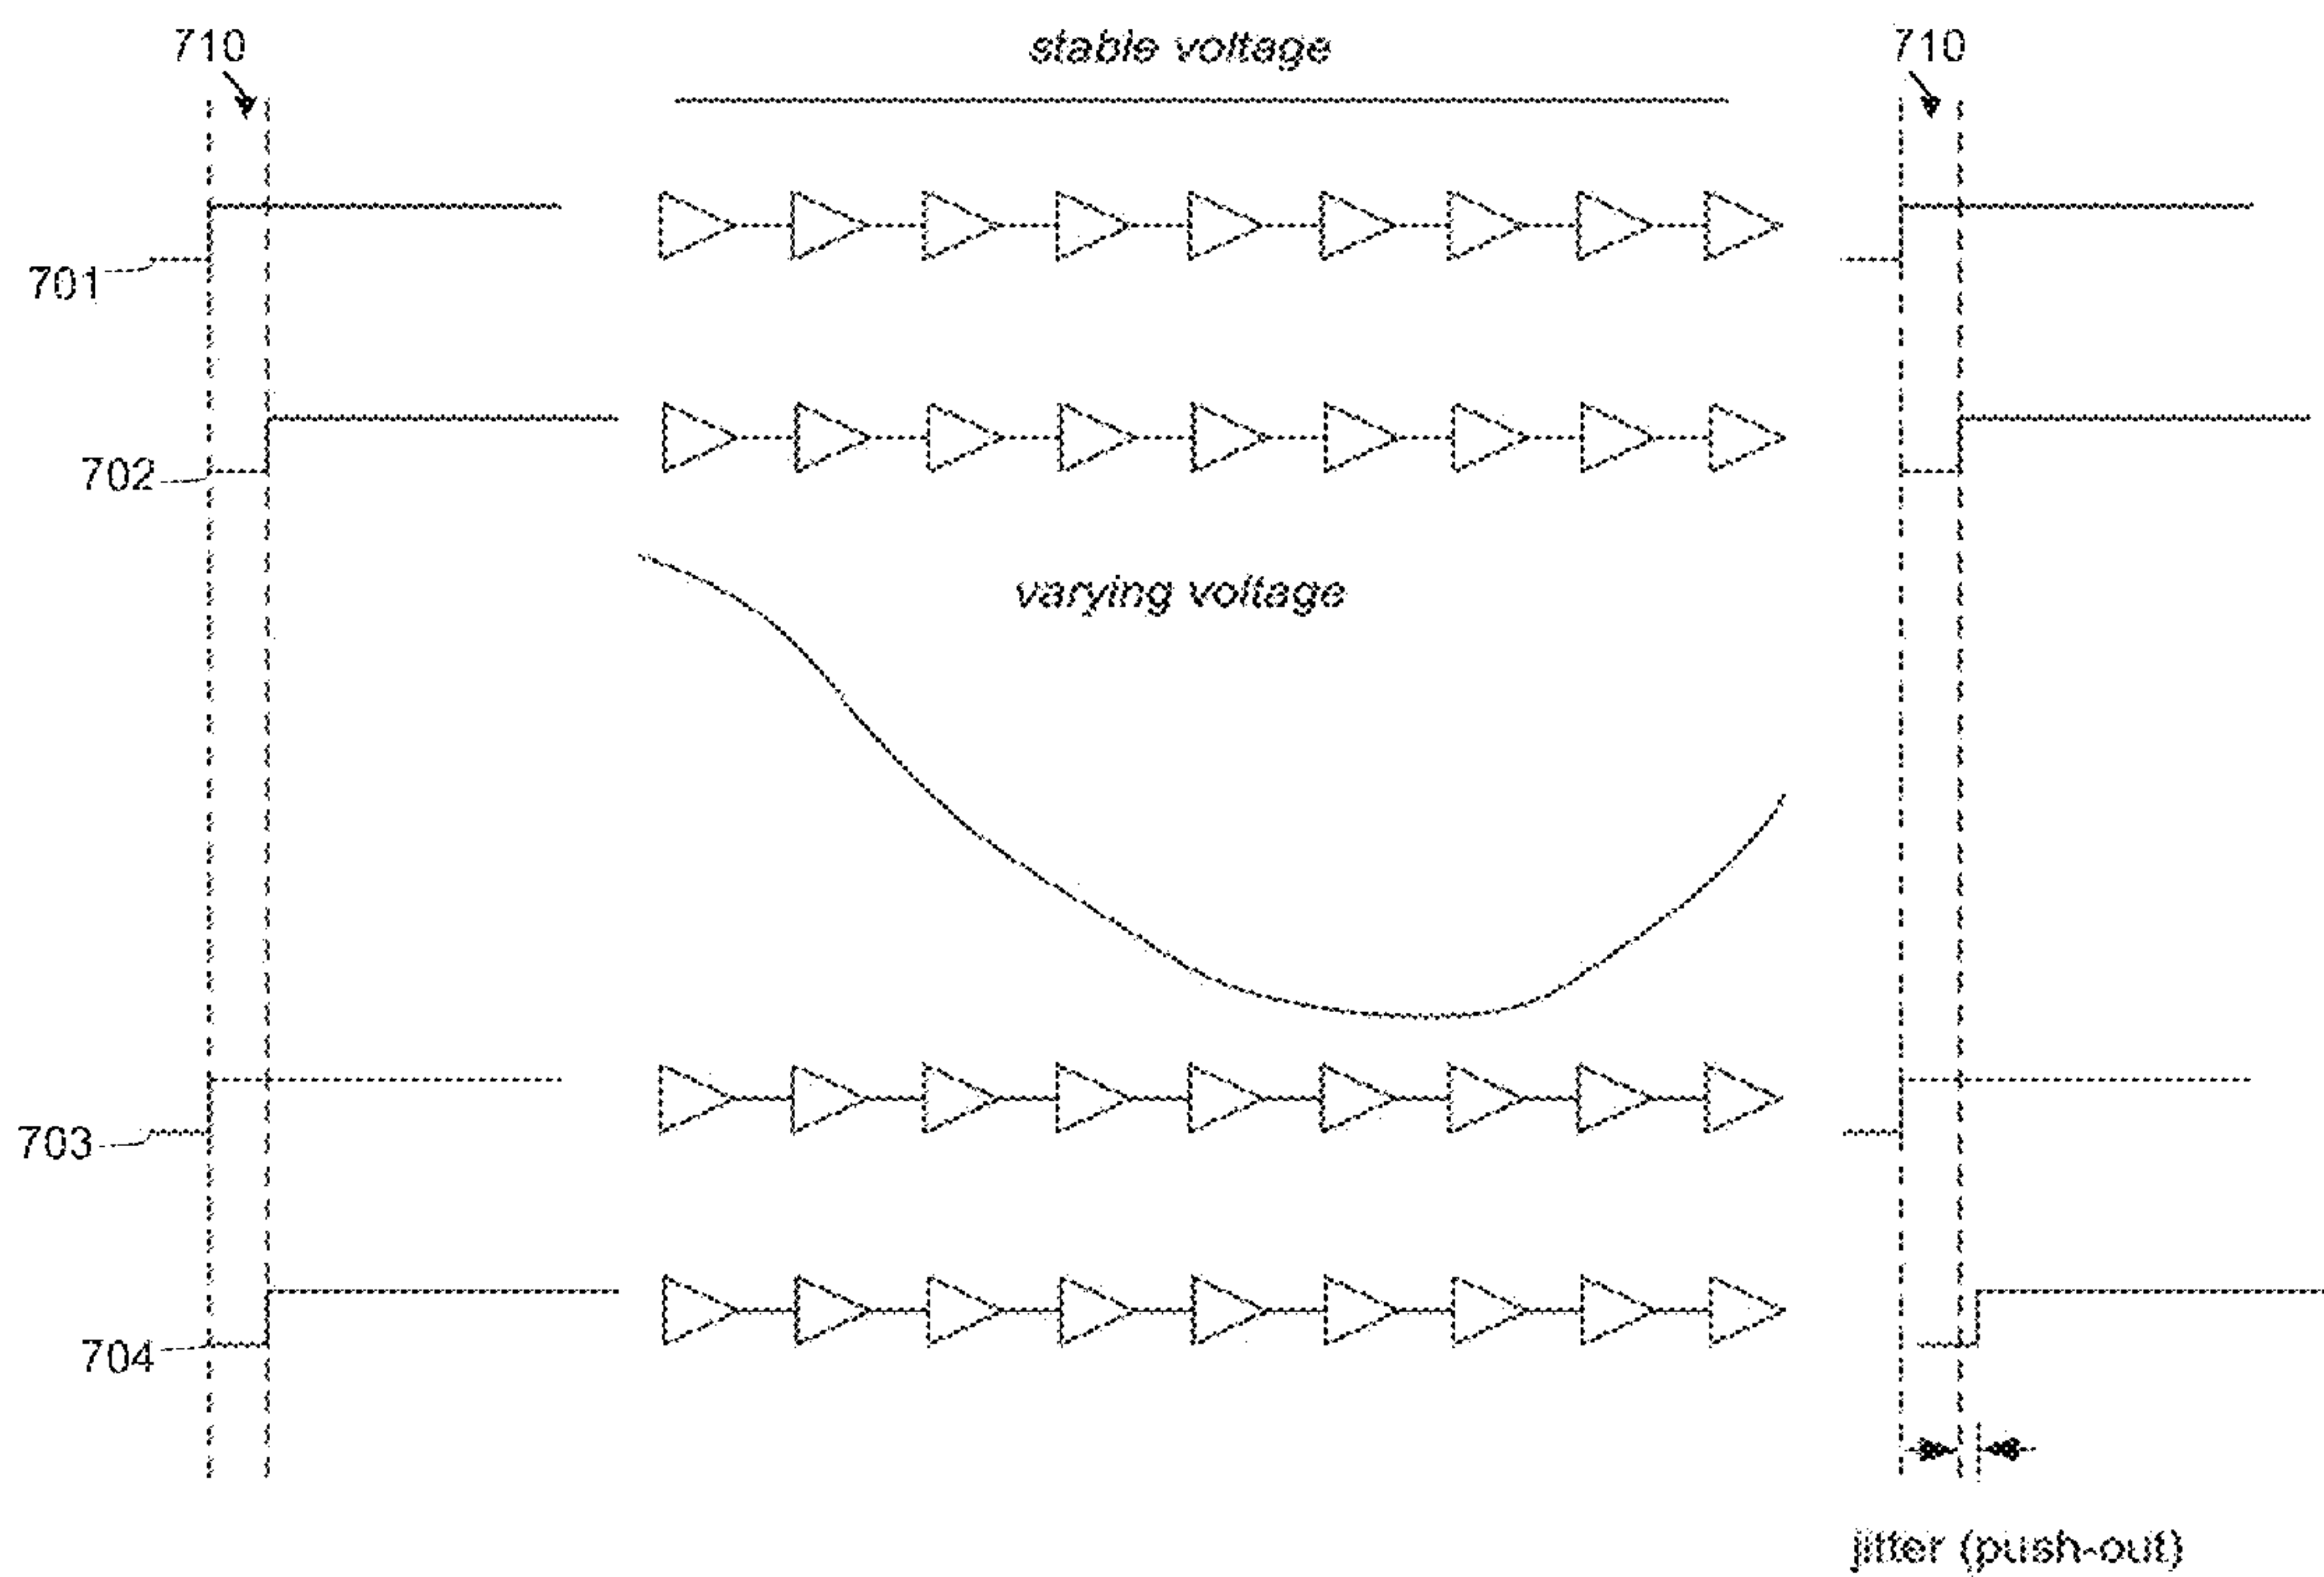 710
stable voltage
710
701
702
varying voltage
703
704
jitter (push-out)